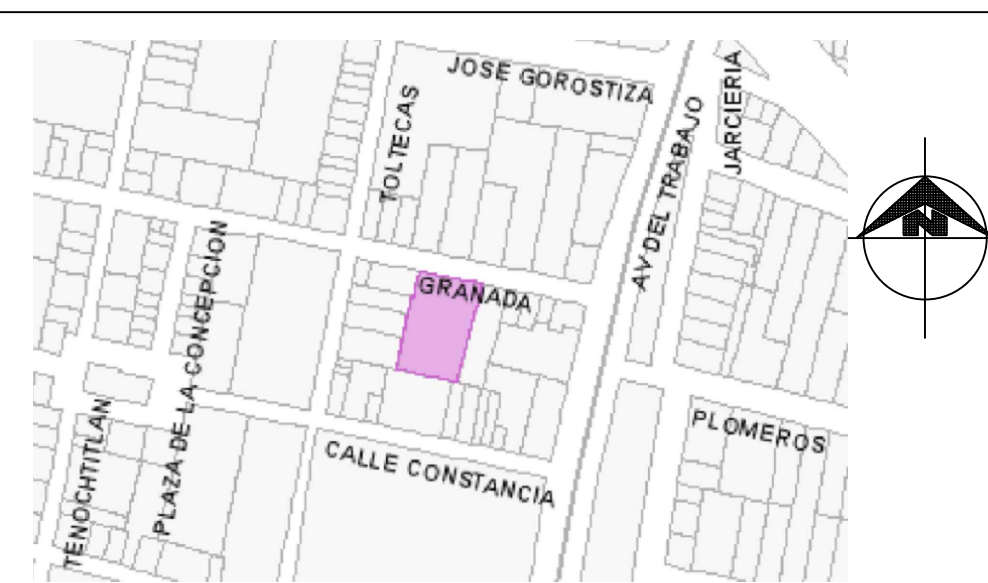 JOSE GOROSTIZA
JARCIERIA
TOLTECAS
AV DEL TRABAJO
N
PLAZA DE LA CONCEPCION
GRANADA
TENOCHTITLAN
PLOMEROS
CALLE CONSTANCIA